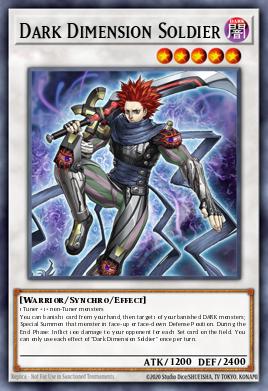 DARK DIMENSION SOLDIER
DARK
闇
[WARRIOR/SYNCHRO/EFFECT]
1 Tuner + 1+ non-Tuner monsters
You can banish 1 card from your hand, then target 1 of your banished DARK monsters;
Special Summon that monster in face-up or face-down Defense Position. During the
End Phase: Inflict 100 damage to your opponent for each Set card on the field. You
can only use each effect of "Dark Dimension Soldier" once per turn.
ATK/1200 DEF/2400
Replica - Not For Use in Sanctioned Tournaments
©2020 Studio Dice/SHUEISHA, TV TOKYO, KONAMI